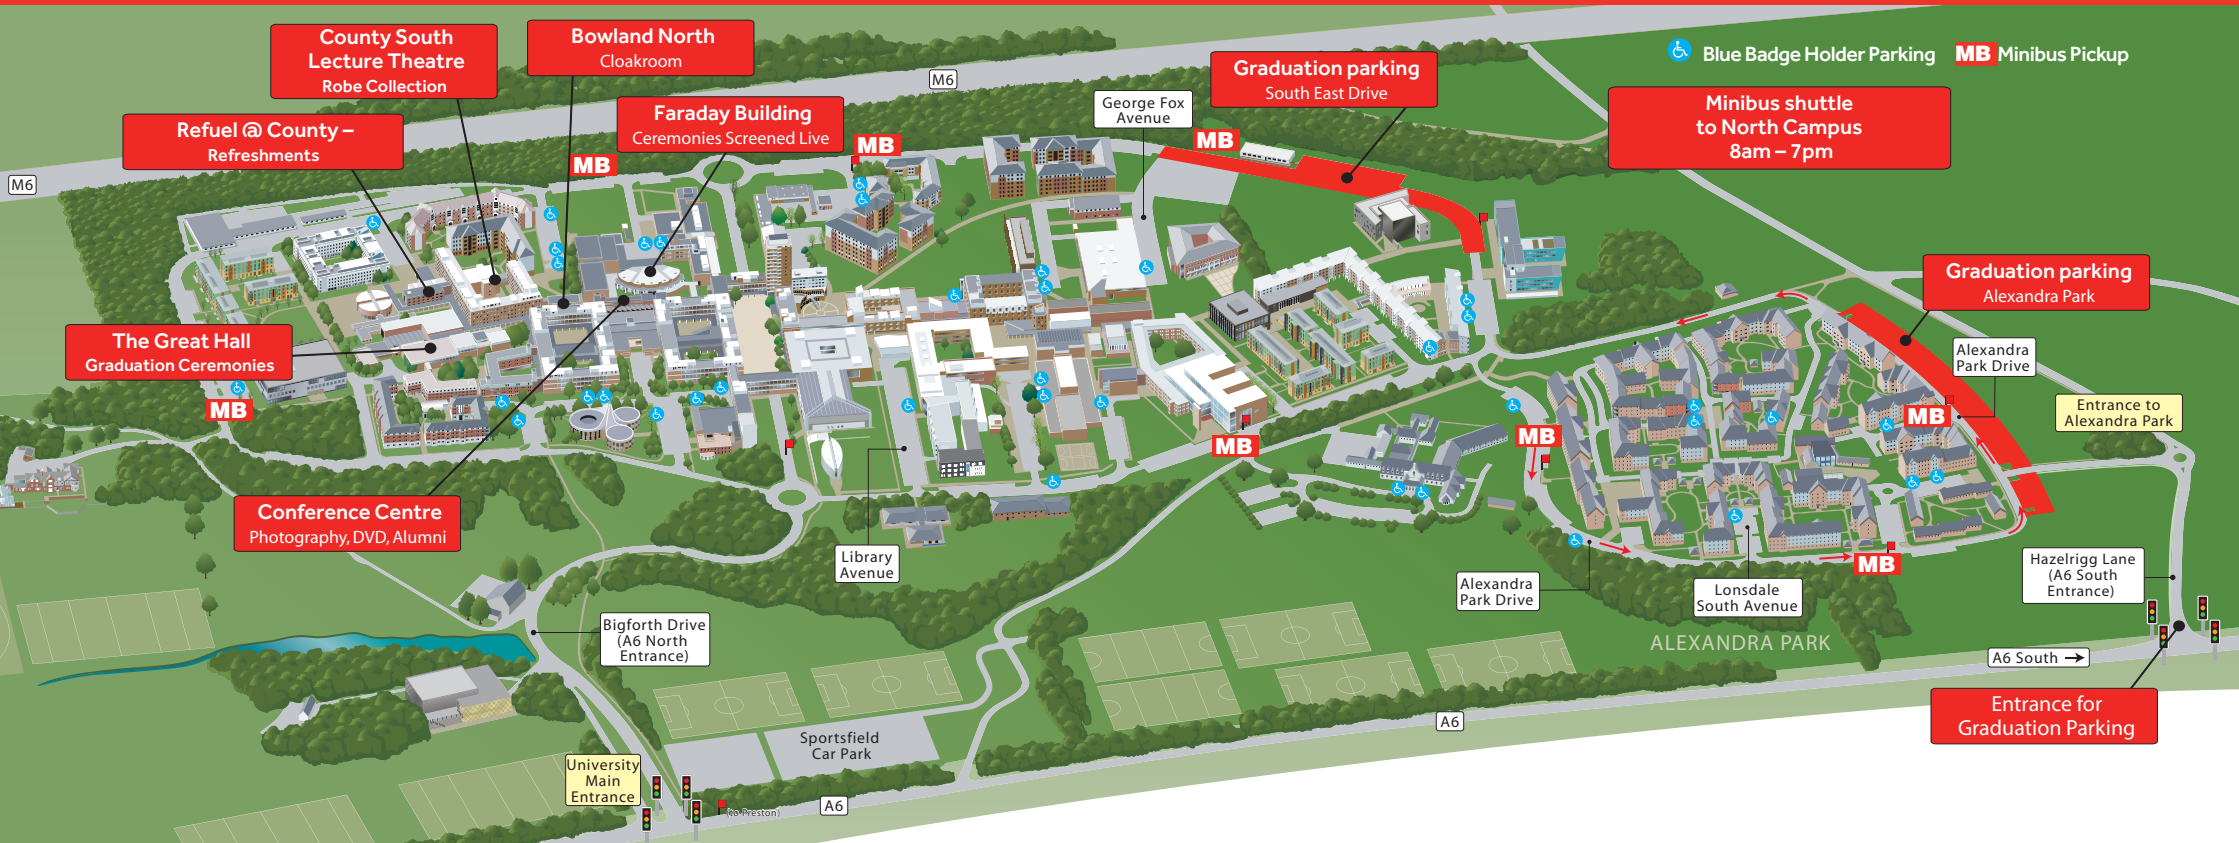 County South
Lecture Theatre
Robe Collection
Bowland North
Cloakroom
M6
Graduation parking
South East Drive
Blue Badge Holder Parking
MB Minibus Pickup
Refuel @ County –
Refreshments
Faraday Building
Ceremonies Screened Live
George Fox
Avenue
Minibus shuttle
to North Campus
8am – 7pm
MB
MB
MB
M6
Graduation parking
Alexandra Park
The Great Hall
Graduation Ceremonies
Alexandra
Park Drive
MB
MB
Entrance to
Alexandra Park
MB
MB
Conference Centre
Photography, DVD, Alumni
Library
Avenue
MB
Alexandra
Park Drive
Lonsdale
South Avenue
Hazelrigg Lane
(A6 South
Entrance)
Bigforth Drive
(A6 North
Entrance)
ALEXANDRA PARK
A6 South
Entrance for
Graduation Parking
A6
Sportsfield
Car Park
University
Main
Entrance
A6
(to Preston)